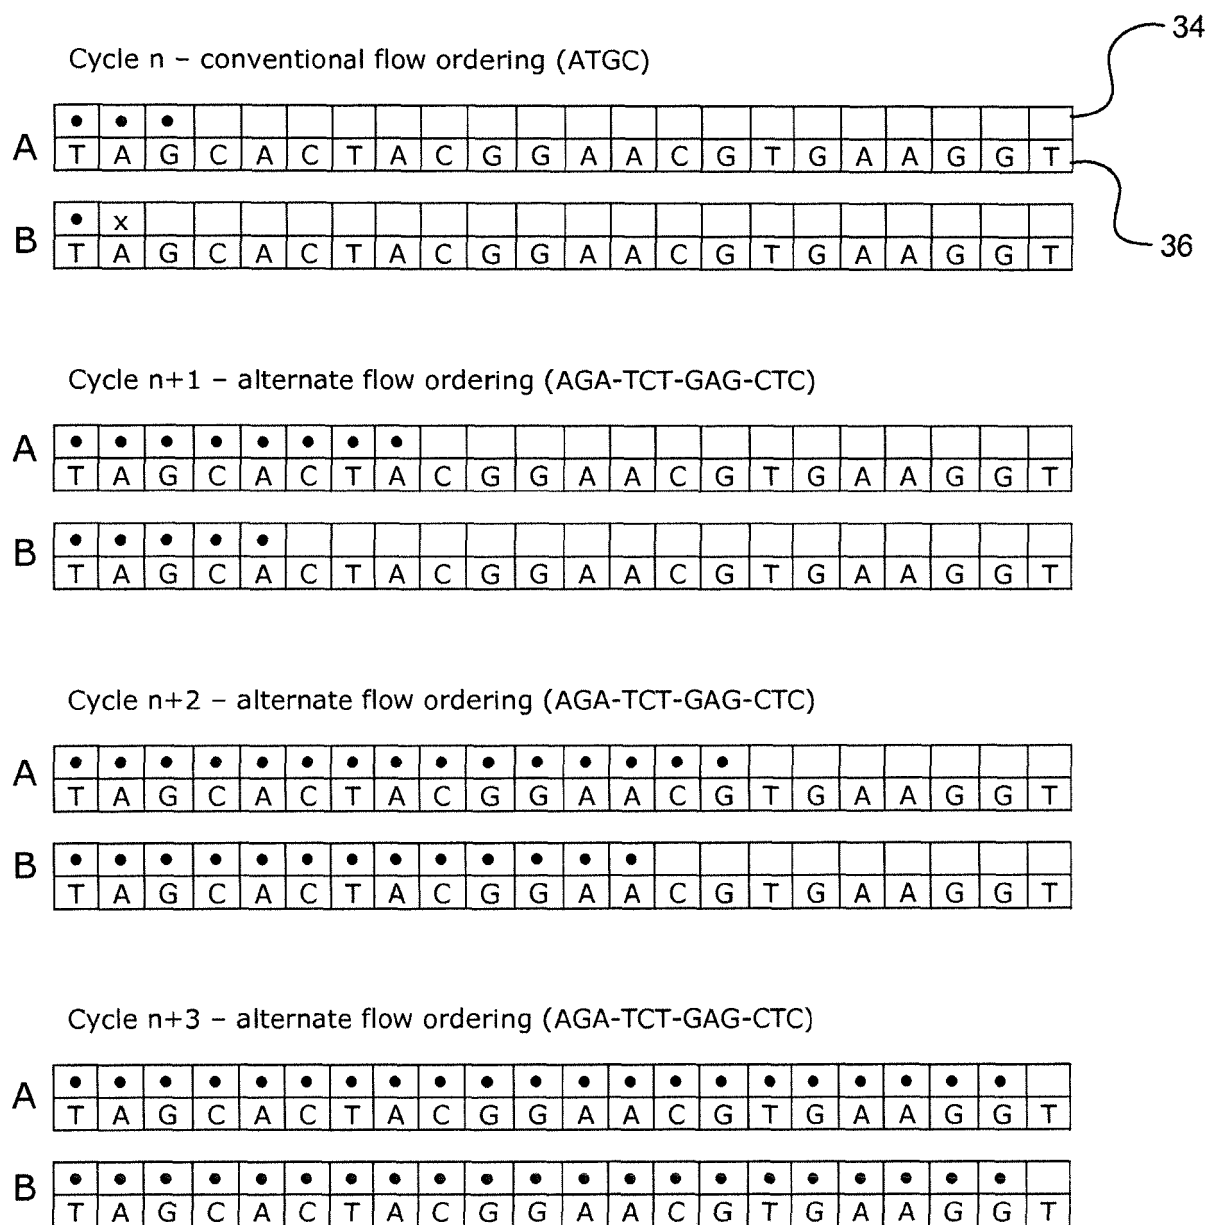 34
Cycle n – conventional flow ordering (ATGC)
• • •
A T A G C A C T A C G G A A C G T G A A G G T
• x
B T A G C A C T A C G G A A C G T G A A G G T
36
Cycle n+1 – alternate flow ordering (AGA-TCT-GAG-CTC)
• • • • • • • •
A T A G C A C T A C G G A A C G T G A A G G T
• • • • •
B T A G C A C T A C G G A A C G T G A A G G T
Cycle n+2 – alternate flow ordering (AGA-TCT-GAG-CTC)
• • • • • • • • • • • • • • •
A T A G C A C T A C G G A A C G T G A A G G T
• • • • • • • • • • • • •
B T A G C A C T A C G G A A C G T G A A G G T
Cycle n+3 – alternate flow ordering (AGA-TCT-GAG-CTC)
• • • • • • • • • • • • • • • • • • • • •
A T A G C A C T A C G G A A C G T G A A G G T
• • • • • • • • • • • • • • • • • • • • •
B T A G C A C T A C G G A A C G T G A A G G T